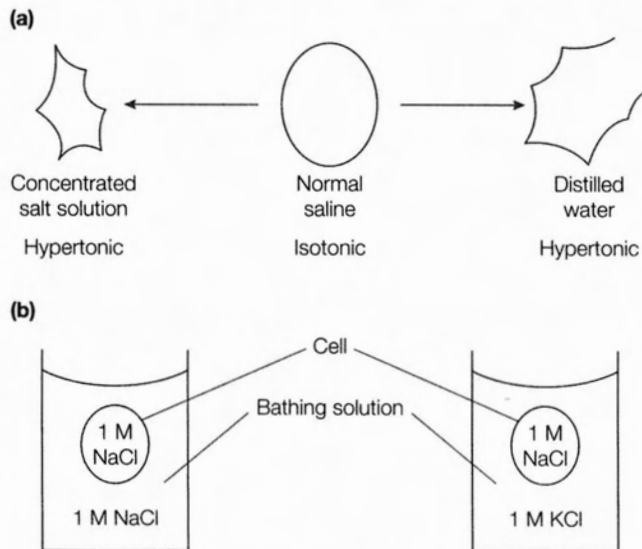 (a)
Concentrated
salt solution
Normal
saline
Distilled
water
Hypertonic
Isotonic
Hypertonic
(b)
Cell
Bathing solution
1 M
NaCl
1 M
NaCl
1 M NaCl
1 M KCl